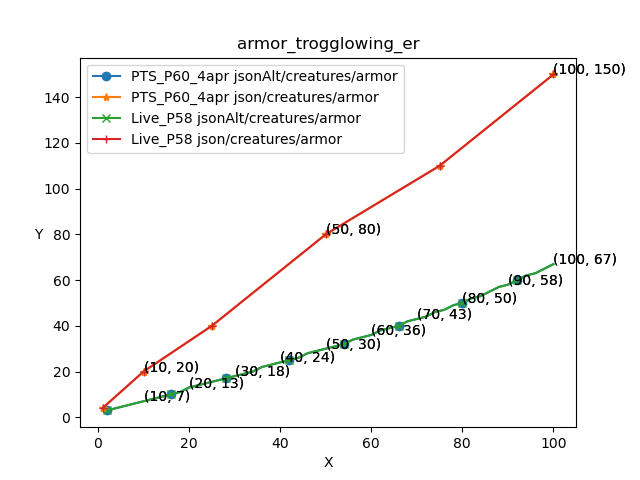 armor_trogglowing_er
PTS_P60_4apr jsonAlt/creatures/armor
PTS_P60_4apr json/creatures/armor
Live_P58 jsonAlt/creatures/armor
Live_P58 json/creatures/armor
(100, 150)
140
120
100
80
60
40
20
0
Y
(50, 80)
(100, 67)
(90, 58)
(80, 50)
(70, 43)
(60, 36)
(50, 30)
(40, 24)
(30, 18)
(10, 20)
(20, 13)
(10, 7)
0 20 40 60 80 100
X